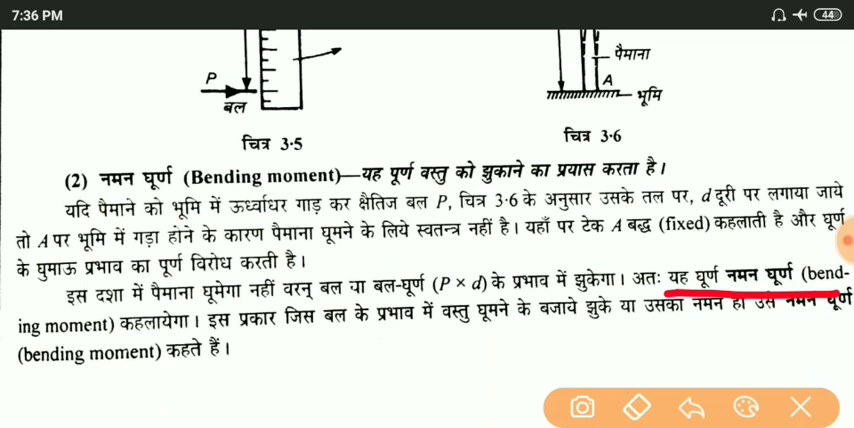 7:36 PM
44
P
बल
पैमाना
A
भूमि
चित्र 3·5
चित्र 3·6
(2) नमन घूर्ण (Bending moment)—यह पूर्ण वस्तु को झुकाने का प्रयास करता है।
यदि पैमाने को भूमि में ऊर्ध्वाधर गाड़ कर क्षैतिज बल P, चित्र 3·6 के अनुसार उसके तल पर, d दूरी पर लगाया जाये
तो A पर भूमि में गड़ा होने के कारण पैमाना घूमने के लिये स्वतन्त्र नहीं है। यहाँ पर टेक A बद्ध (fixed) कहलाती है और घूर्ण
के घुमाऊ प्रभाव का पूर्ण विरोध करती है।
इस दशा में पैमाना घूमेगा नहीं वरन् बल या बल-घूर्ण (P × d) के प्रभाव में झुकेगा। अतः यह घूर्ण नमन घूर्ण (bend-
ing moment) कहलायेगा। इस प्रकार जिस बल के प्रभाव में वस्तु घूमने के बजाये झुके या उसका नमन हो उसे नमन घूर्ण
(bending moment) कहते हैं।